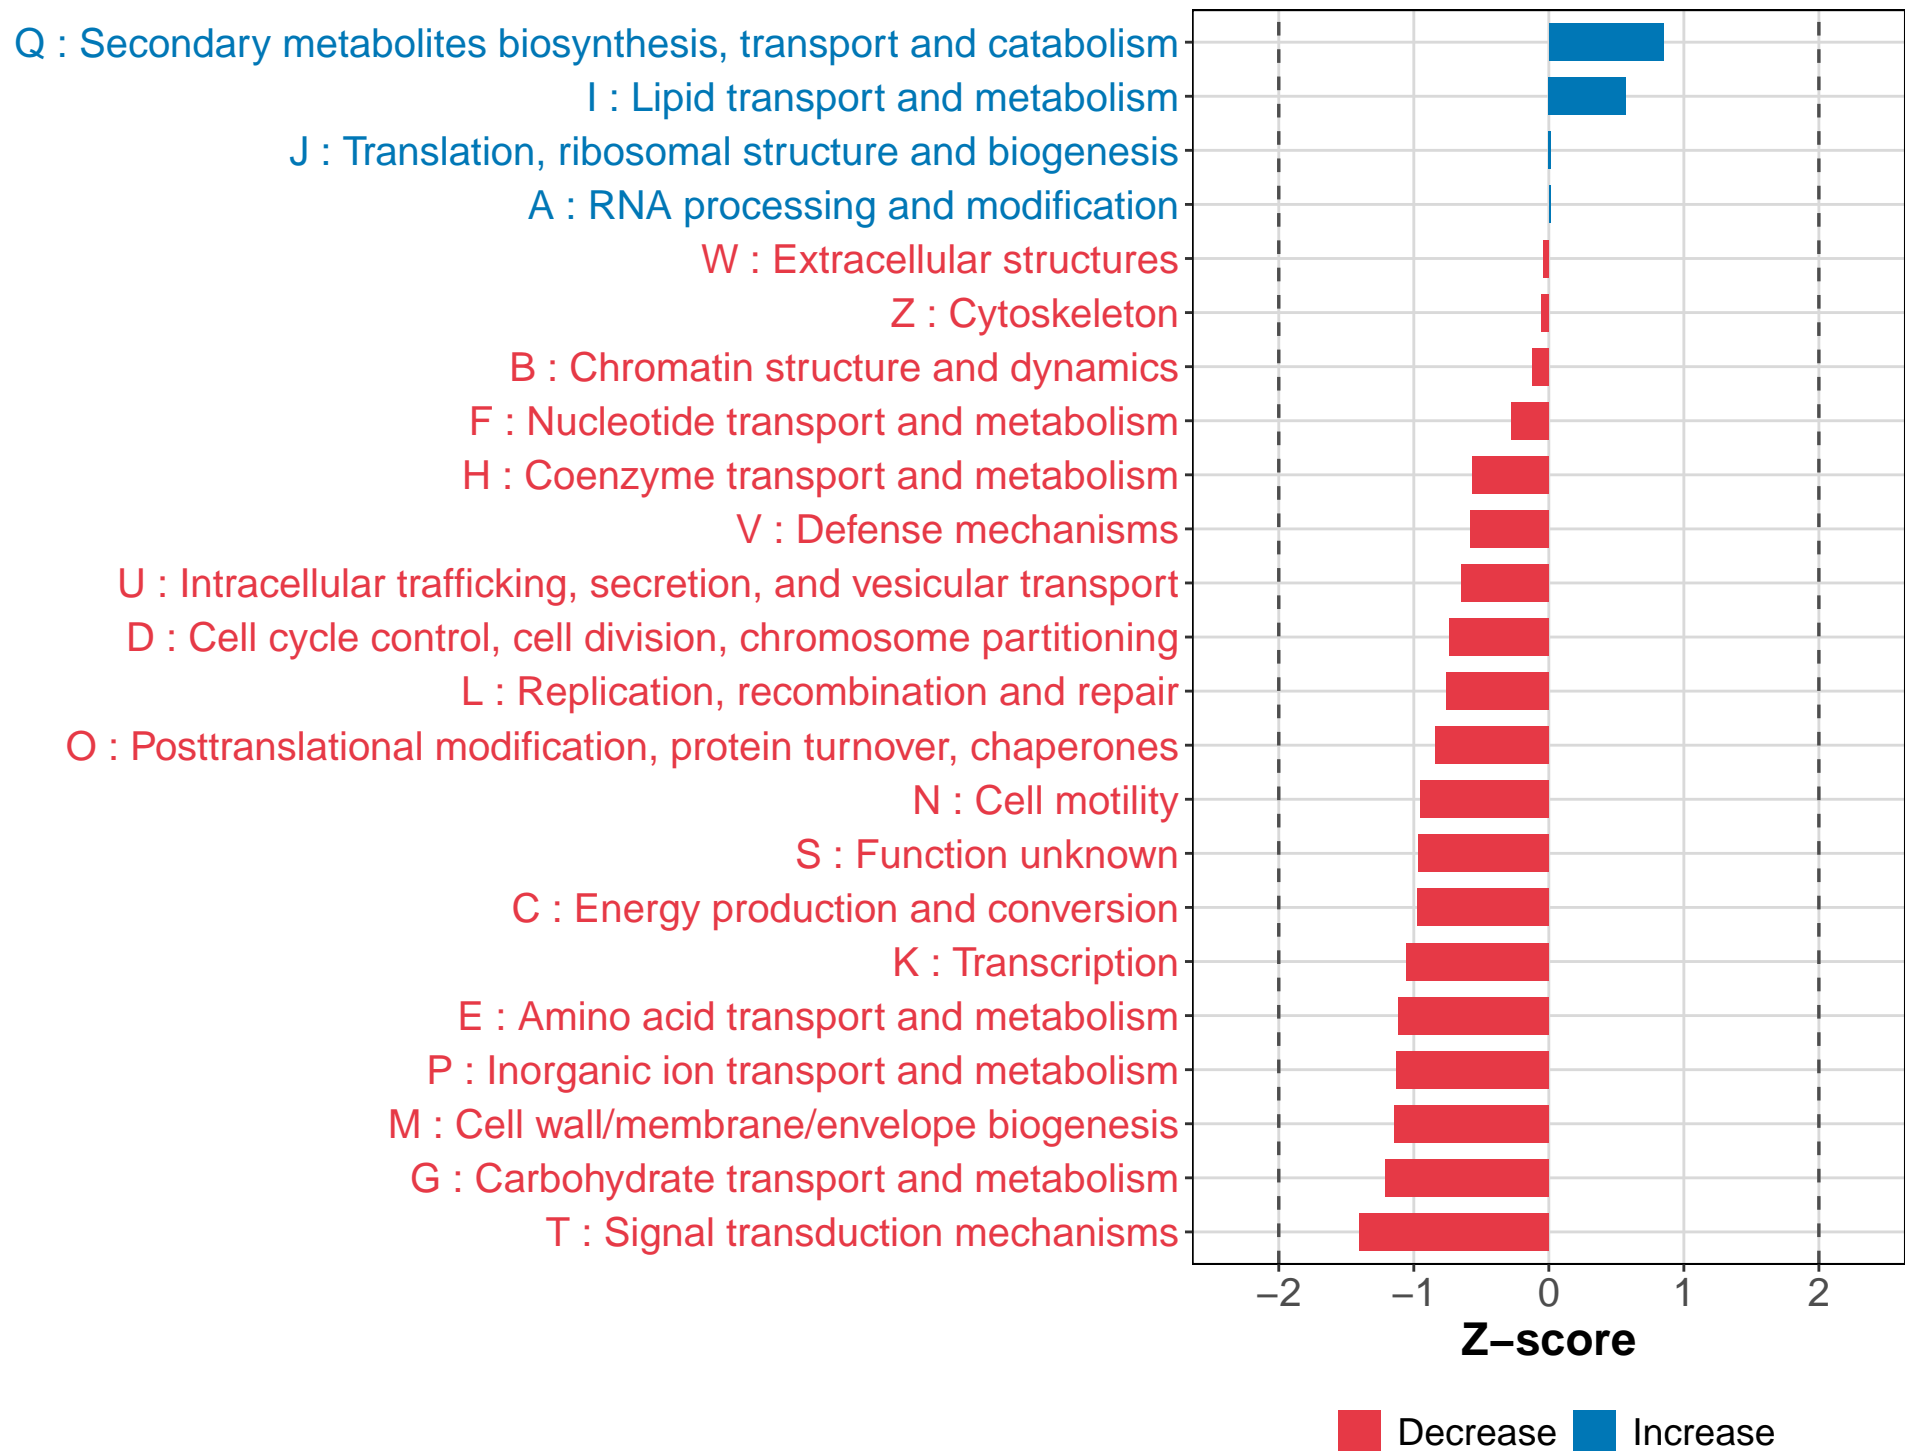 Q : Secondary metabolites biosynthesis, transport and catabolism
I : Lipid transport and metabolism
J : Translation, ribosomal structure and biogenesis
A : RNA processing and modification
W : Extracellular structures
Z : Cytoskeleton
B : Chromatin structure and dynamics
F : Nucleotide transport and metabolism
H : Coenzyme transport and metabolism
V : Defense mechanisms
U : Intracellular trafficking, secretion, and vesicular transport
D : Cell cycle control, cell division, chromosome partitioning
L : Replication, recombination and repair
O : Posttranslational modification, protein turnover, chaperones
N : Cell motility
S : Function unknown
C : Energy production and conversion
K : Transcription
E : Amino acid transport and metabolism
P : Inorganic ion transport and metabolism
M : Cell wall/membrane/envelope biogenesis
G : Carbohydrate transport and metabolism
T : Signal transduction mechanisms
−2 −1 0 1 2
Z−score
Decrease Increase